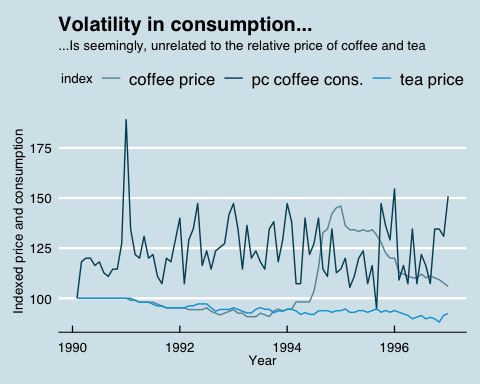 Volatility in consumption...
...Is seemingly, unrelated to the relative price of coffee and tea
index coffee price pc coffee cons. tea price
Indexed price and consumption
175
150
125
100
1990 1992 1994 1996
Year